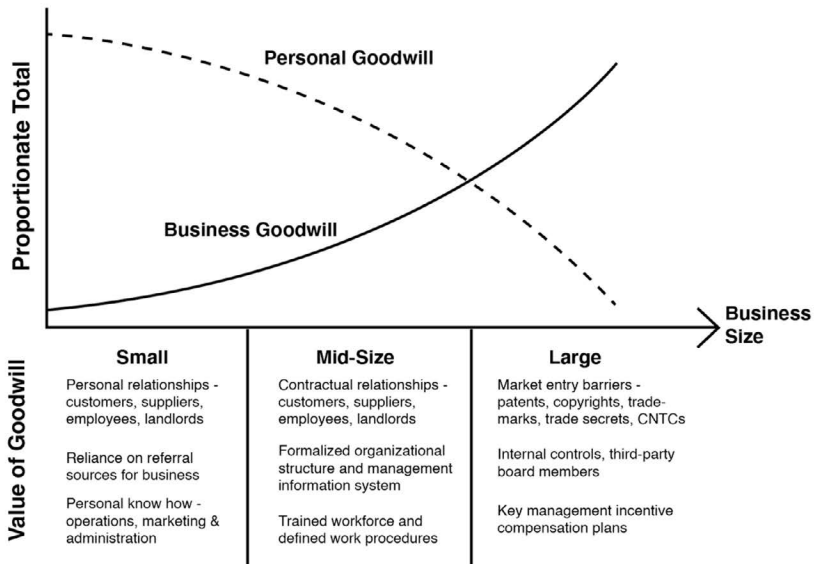 Proportionate Total
Personal Goodwill
Business Goodwill
Business
Size
Value of Goodwill
Small
Personal relationships -
customers, suppliers,
employees, landlords
Reliance on referral
sources for business
Personal know how -
operations, marketing &
administration
Mid-Size
Contractual relationships -
customers, suppliers,
employees, landlords
Formalized organizational
structure and management
information system
Trained workforce and
defined work procedures
Large
Market entry barriers -
patents, copyrights, trade-
marks, trade secrets, CNTCs
Internal controls, third-party
board members
Key management incentive
compensation plans